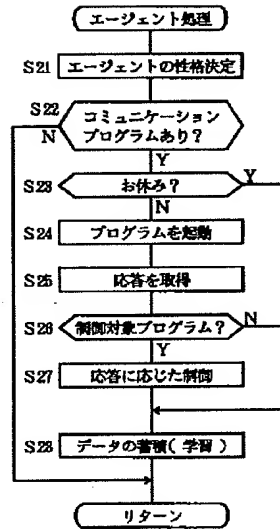 エージェント処理
S21 エージェントの性格決定
S22 コミュニケーション
N プログラムあり?
Y
S23 お休み? Y
N
S24 プログラムを起動
S25 応答を取得
S26 制御対象プログラム? N
Y
S27 応答に応じた制御
S28 データの蓄積(学習)
リターン